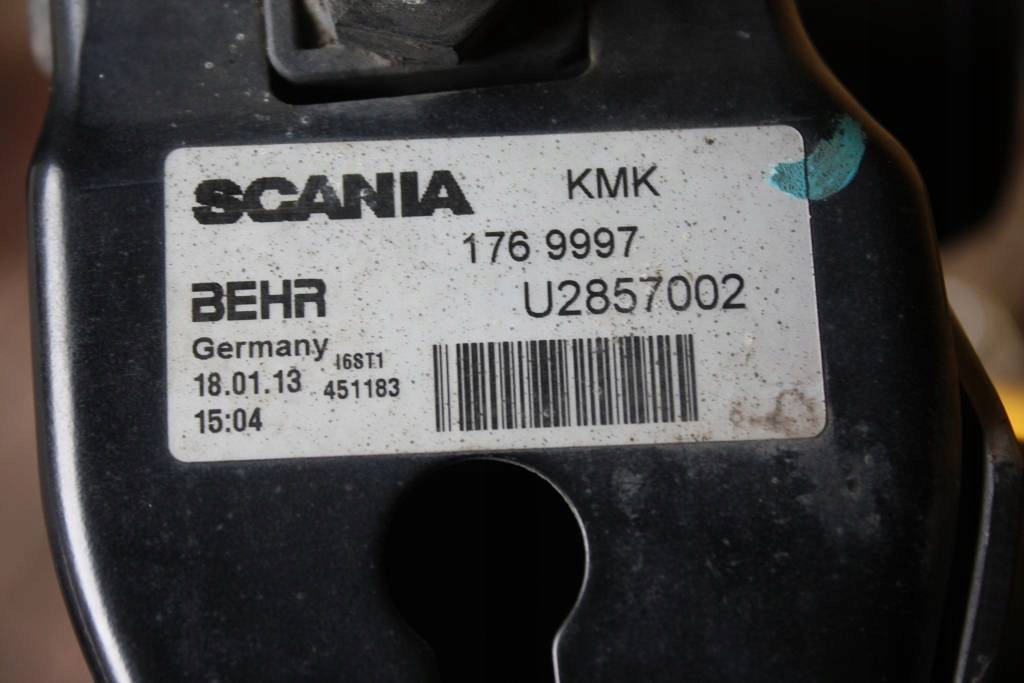 SCANIA KMK
176 9997
BEHR U2857002
Germany I6ST1
18.01.13 451183
15:04